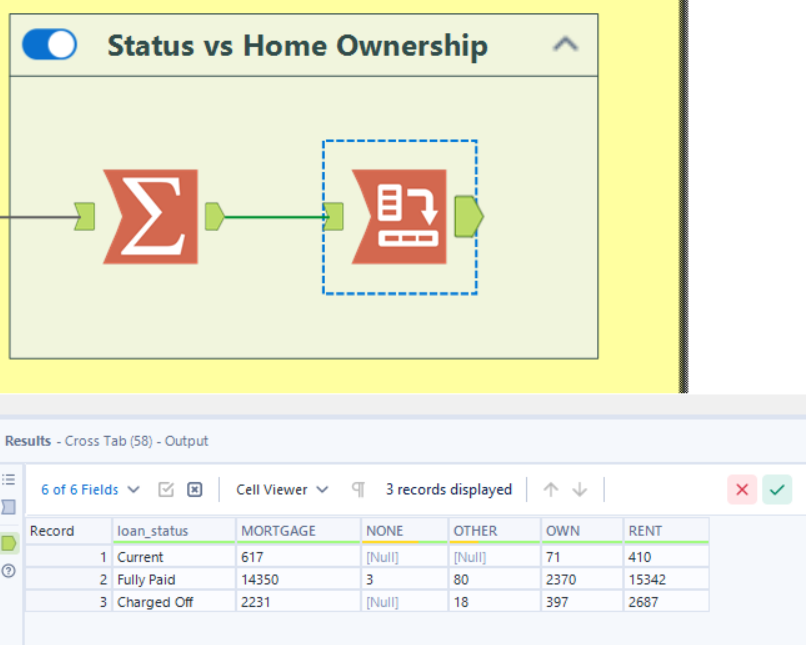 Status vs Home Ownership
Results - Cross Tab (58) - Output
6 of 6 Fields Cell Viewer 3 records displayed
Record loan_status MORTGAGE NONE OTHER OWN RENT
1 Current 617 [Null] [Null] 71 410
2 Fully Paid 14350 3 80 2370 15342
3 Charged Off 2231 [Null] 18 397 2687